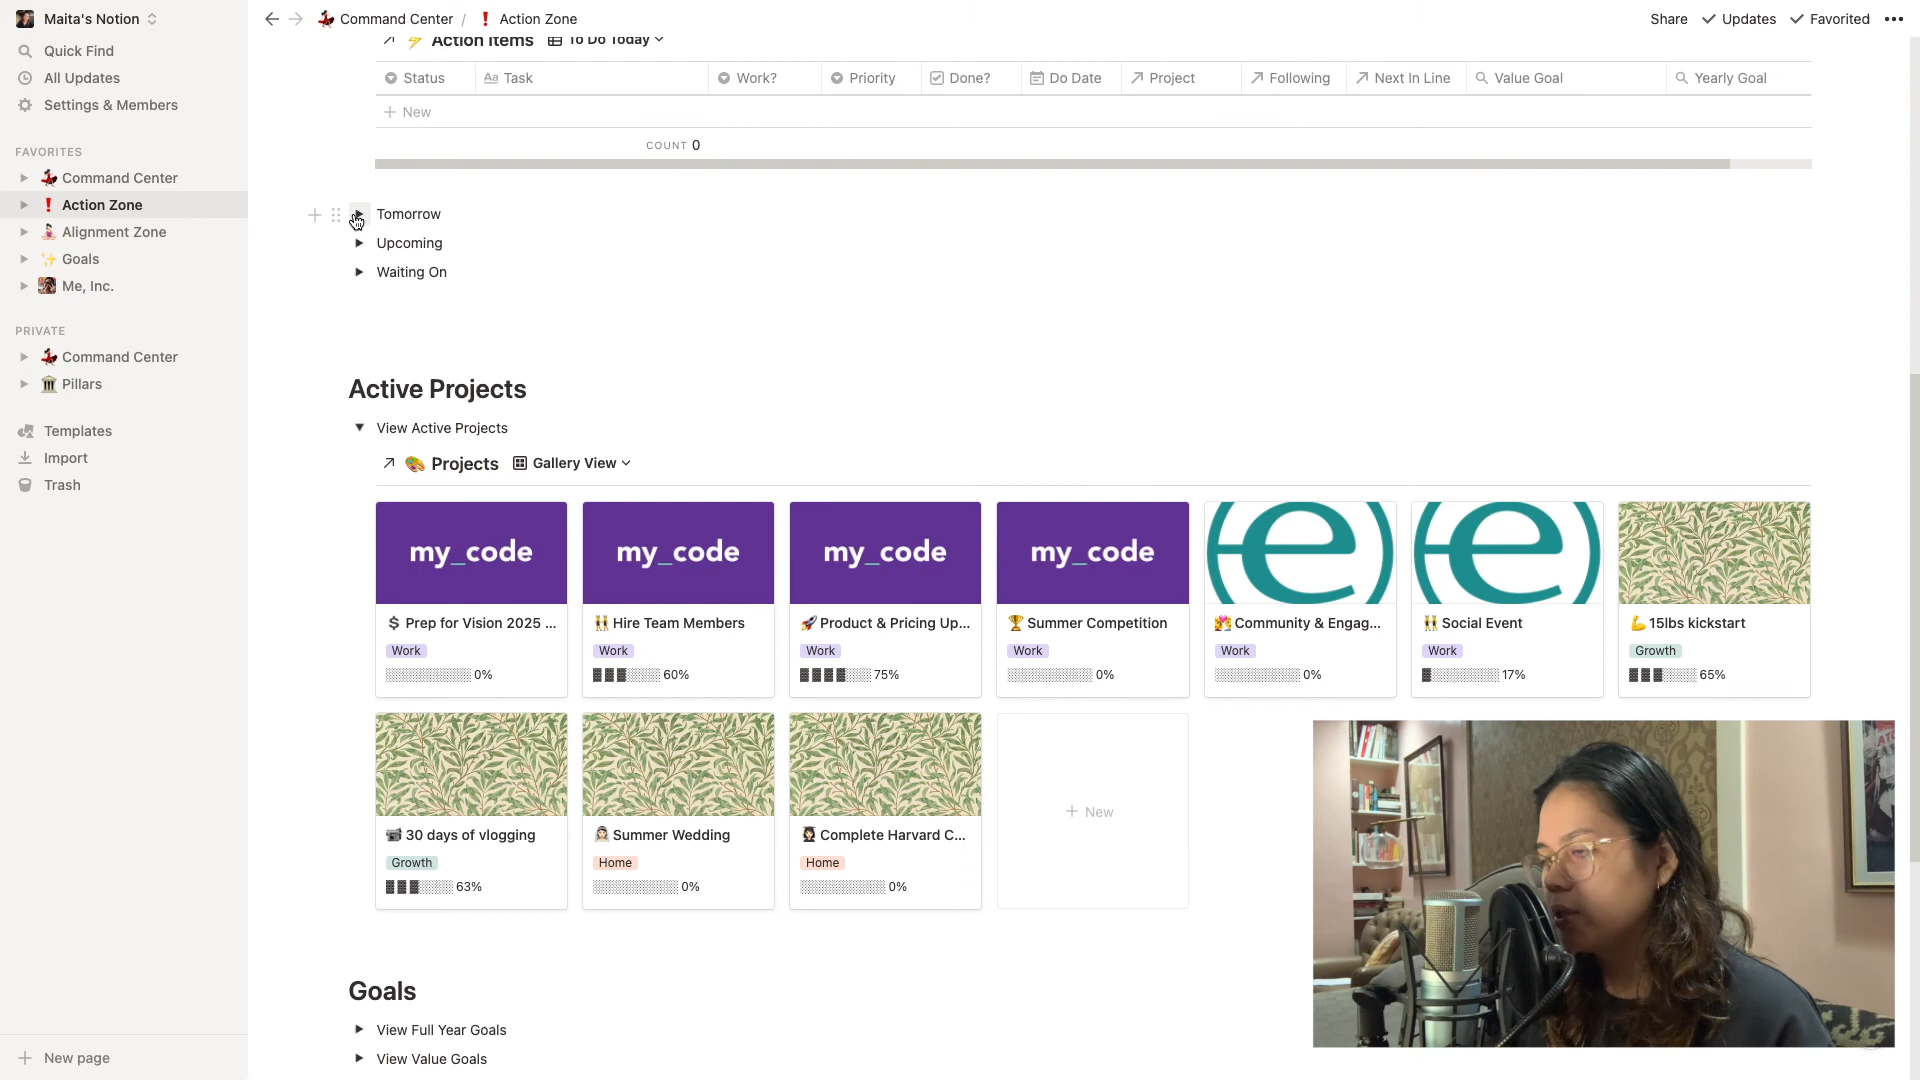 Maita's Notion
Quick Find
All Updates
Settings & Members
FAVORITES
Command Center
Action Zone
Alignment Zone
Goals
Me, Inc.
PRIVATE
Command Center
Pillars
Templates
Import
Trash
New page
Command Center / Action Zone
Share Updates Favorited
Action Items To Do Today
Status Task Work? Priority Done? Do Date Project Following Next In Line Value Goal Yearly Goal
New
COUNT 0
Tomorrow
Upcoming
Waiting On
Active Projects
View Active Projects
Projects Gallery View
my_code my_code my_code my_code e e
Prep for Vision 2025 ... Hire Team Members Product & Pricing Up... Summer Competition Community & Engag... Social Event 15lbs kickstart
Work Work Work Work Work Work Growth
0% 60% 75% 0% 0% 17% 65%
New
30 days of vlogging Summer Wedding Complete Harvard C...
Growth Home Home
63% 0% 0%
Goals
View Full Year Goals
View Value Goals